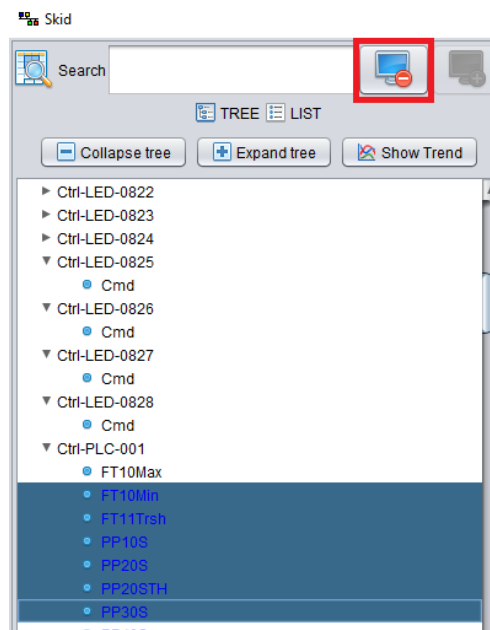 Skid
Search
TREE LIST
Collapse tree Expand tree Show Trend
Ctrl-LED-0822
Ctrl-LED-0823
Ctrl-LED-0824
Ctrl-LED-0825
Cmd
Ctrl-LED-0826
Cmd
Ctrl-LED-0827
Cmd
Ctrl-LED-0828
Cmd
Ctrl-PLC-001
FT10Max
FT10Min
FT11Trsh
PP10S
PP20S
PP20STH
PP30S